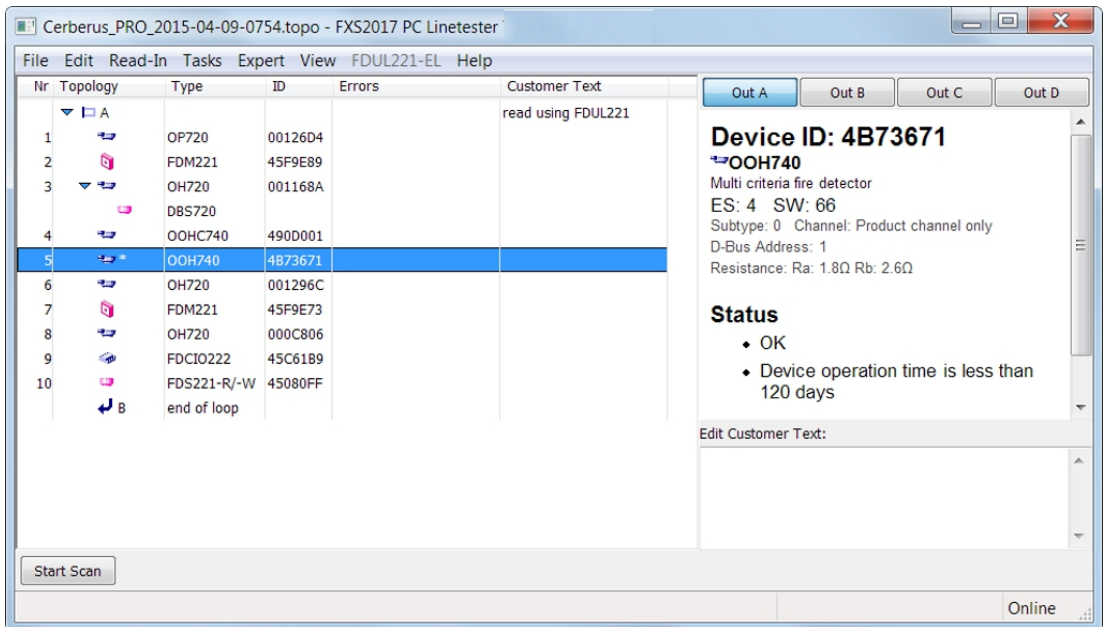 Cerberus_PRO_2015-04-09-0754.topo - FXS2017 PC Linetester
File Edit Read-In Tasks Expert View FDUL221-EL Help
Nr Topology Type ID Errors Customer Text
A read using FDUL221
1 OP720 00126D4
2 FDM221 45F9E89
3 OH720 001168A
DBS720
4 OOHC740 490D001
5 * OOH740 4B73671
6 OH720 001296C
7 FDM221 45F9E73
8 OH720 000C806
9 FDCIO222 45C61B9
10 FDS221-R/-W 45080FF
B end of loop
Out A Out B Out C Out D
Device ID: 4B73671
OOH740
Multi criteria fire detector
ES: 4 SW: 66
Subtype: 0 Channel: Product channel only
D-Bus Address: 1
Resistance: Ra: 1.8Ω Rb: 2.6Ω
Status
• OK
• Device operation time is less than
120 days
Edit Customer Text:
Start Scan
Online